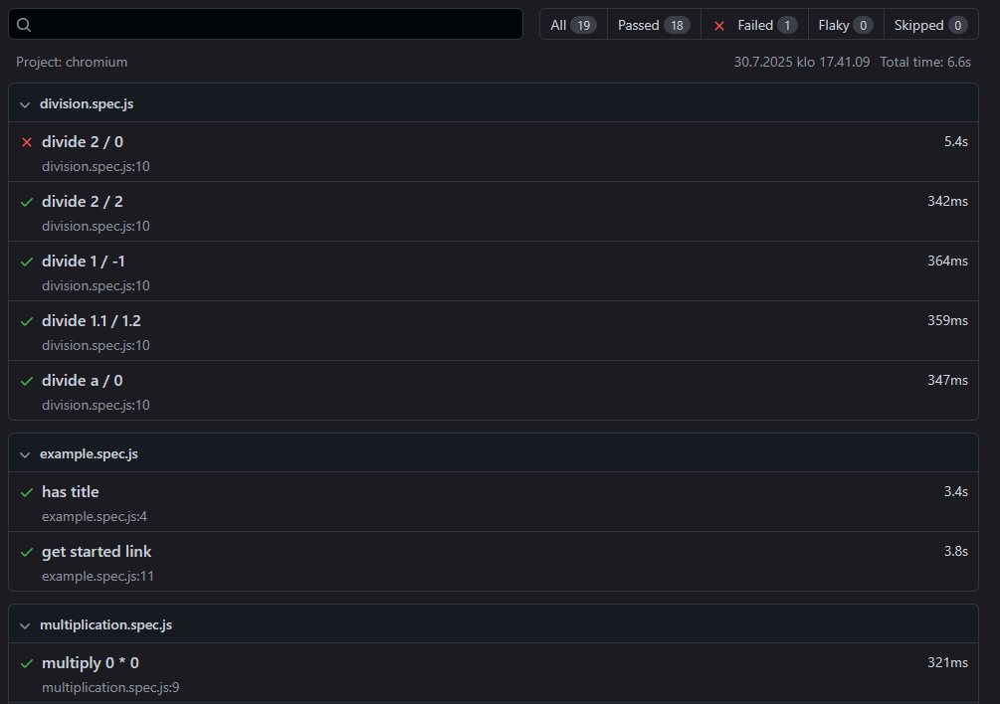 All 19 Passed 18 Failed 1 Flaky 0 Skipped 0
Project: chromium 30.7.2025 klo 17.41.09 Total time: 6.6s
division.spec.js
divide 2 / 0 5.4s
division.spec.js:10
divide 2 / 2 342ms
division.spec.js:10
divide 1 / -1 364ms
division.spec.js:10
divide 1.1 / 1.2 359ms
division.spec.js:10
divide a / 0 347ms
division.spec.js:10
example.spec.js
has title 3.4s
example.spec.js:4
get started link 3.8s
example.spec.js:11
multiplication.spec.js
multiply 0 * 0 321ms
multiplication.spec.js:9